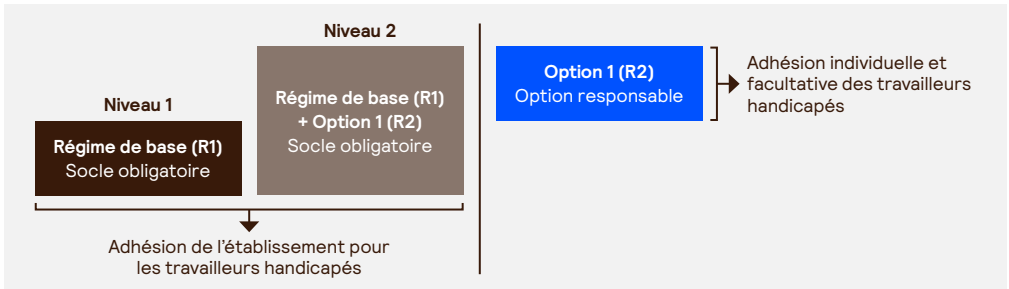 Niveau 1
Régime de base (R1)
Socle obligatoire
Niveau 2
Régime de base (R1)
+ Option 1 (R2)
Socle obligatoire
Adhésion de l’établissement pour
les travailleurs handicapés
Option 1 (R2)
Option responsable
Adhésion individuelle et
facultative des travailleurs
handicapés